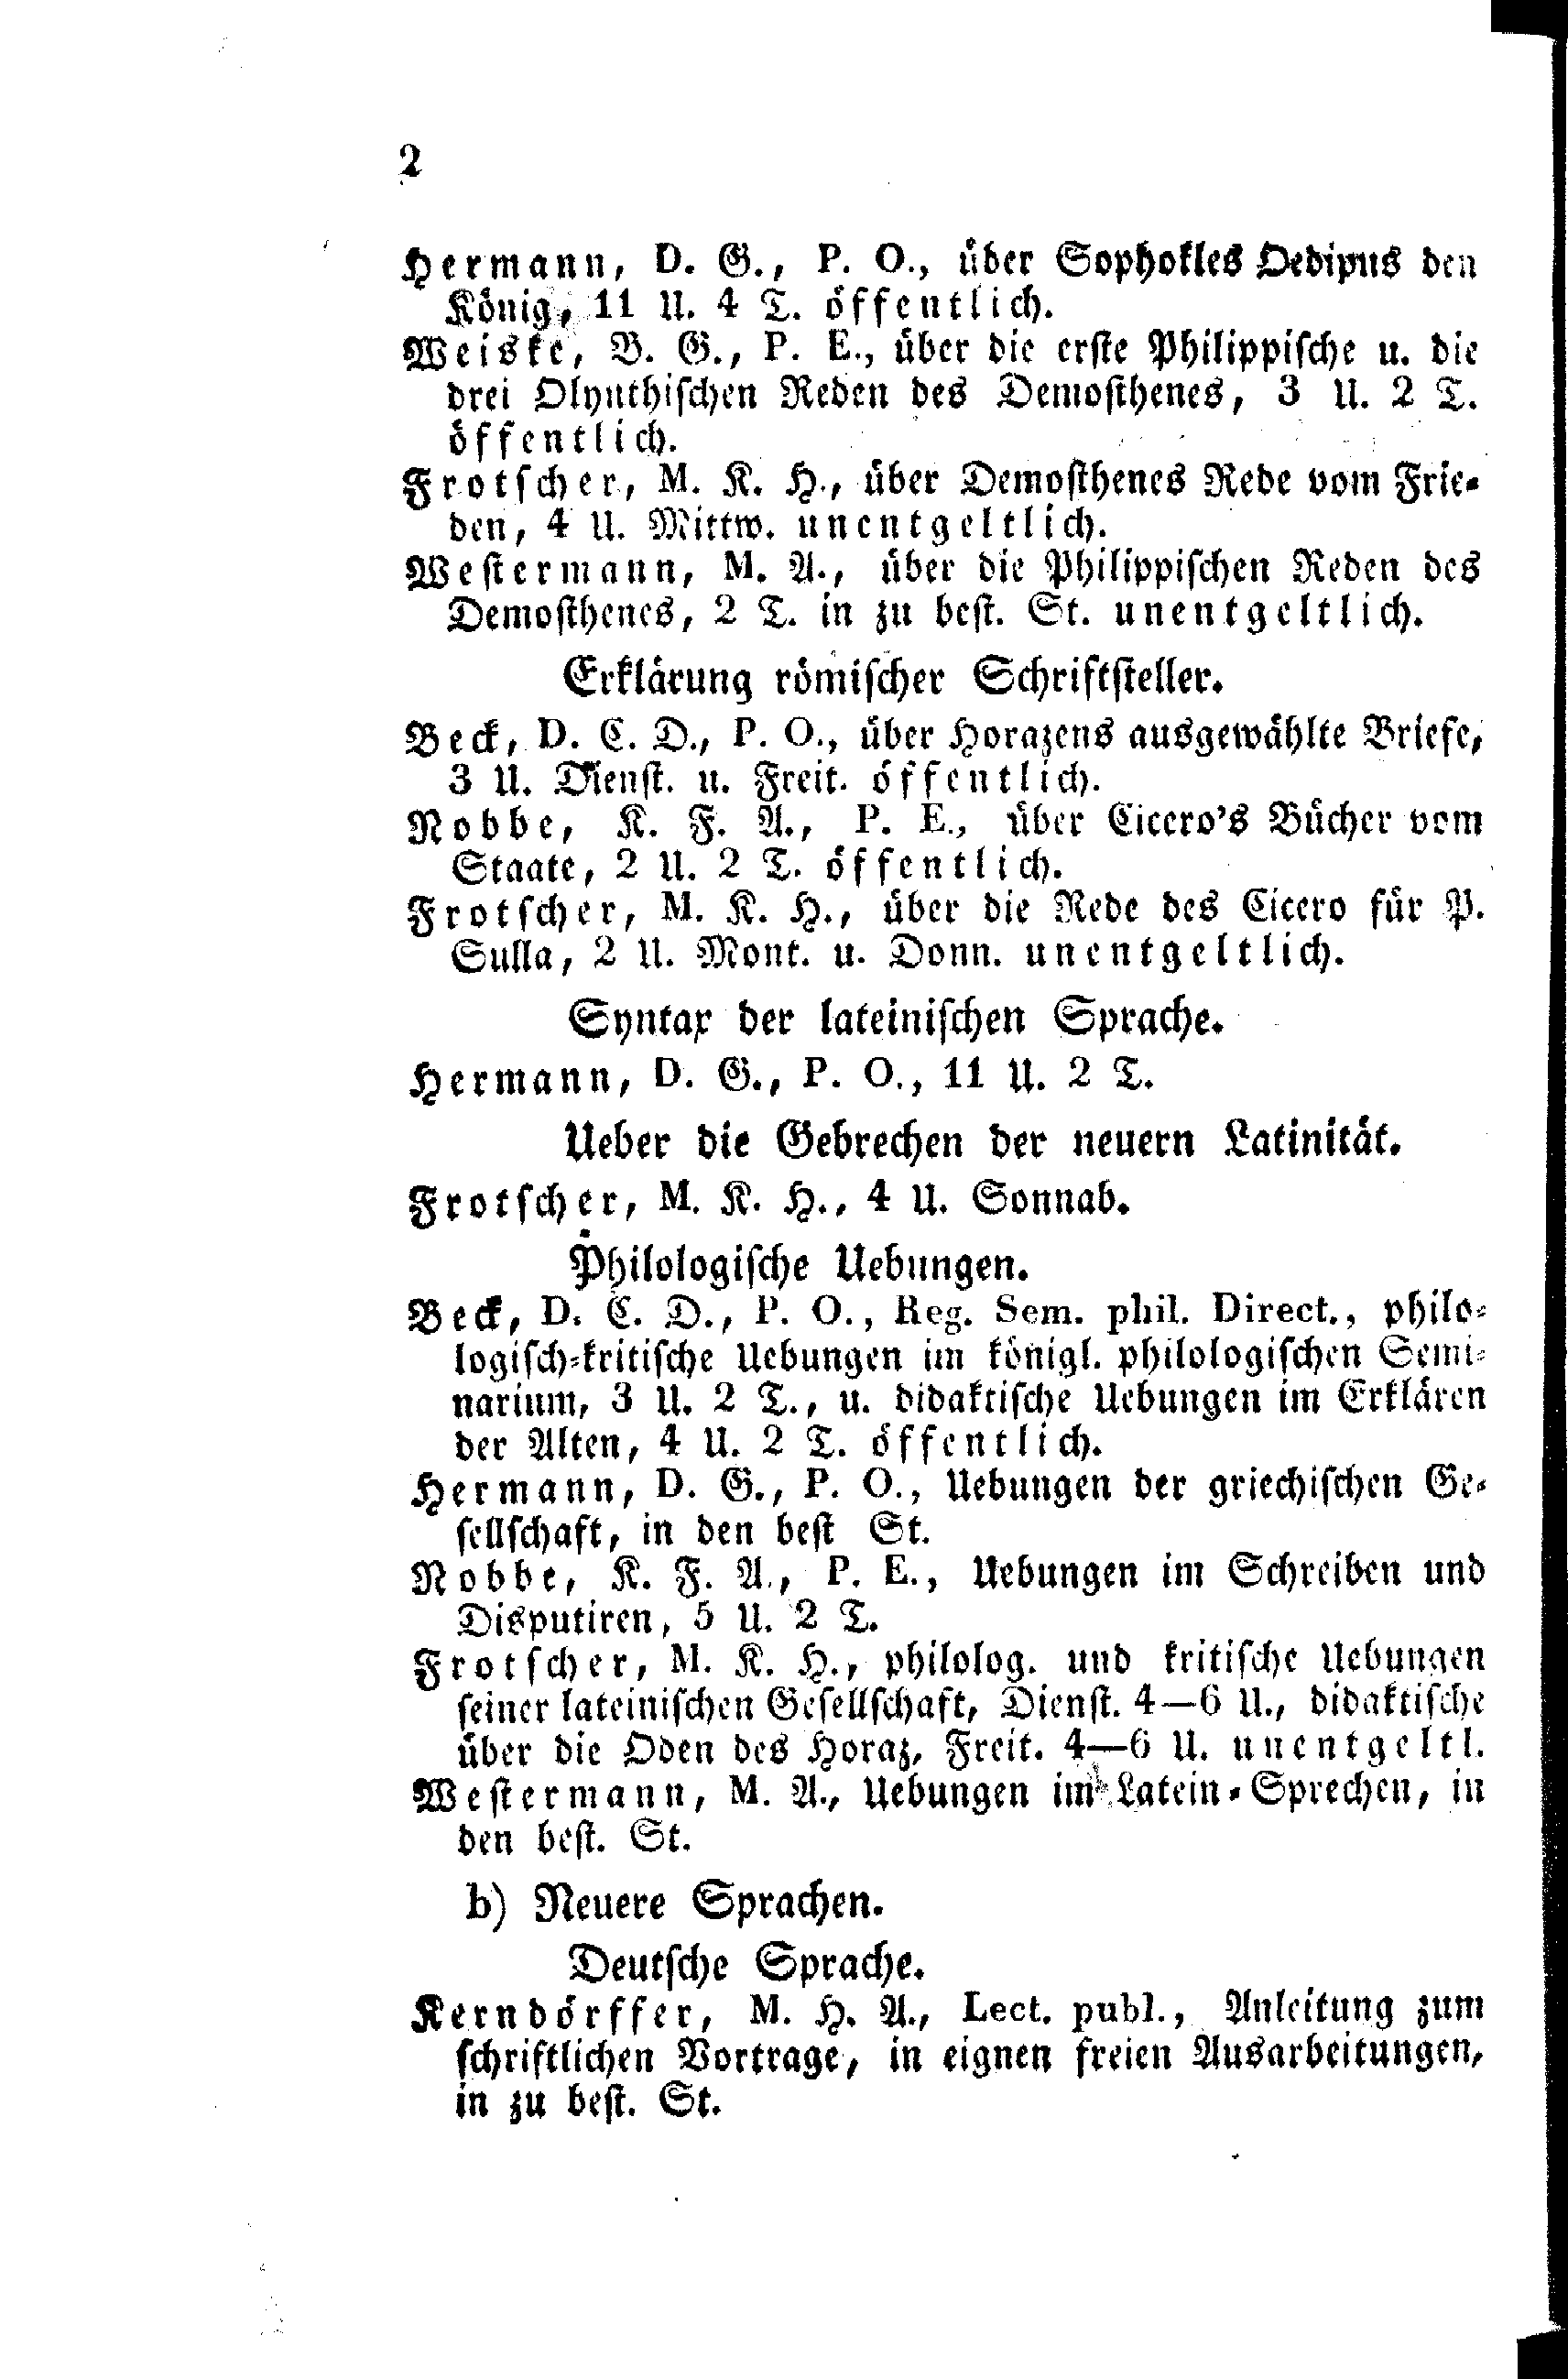 2
Hermann, D. G., P. O., über Sophokles Oedipus den
König, 11 U. 4 T. öffentlich.
Weiske, B. G., P. E., über die erste Philippische u. die
drei Olynthischen Reden des Demosthenes, 3 U. 2 T.
öffentlich.
Frotscher, M. K. H., über Demosthenes Rede vom Frie-
den, 4 U. Mittw. unentgeltlich.
Westermann, M. A., über die Philippischen Reden des
Demosthenes, 2 T. in zu best. St. unentgeltlich.
Erklärung römischer Schriftsteller.
Beck, D. C. D., P. O., über Horazens ausgewählte Briefe,
3 U. Dienst. u. Freit. öffentlich.
Nobbe, K. F. A., P. E., über Cicero's Bücher vom
Staate, 2 U. 2 T. öffentlich.
Frotscher, M. K. H., über die Rede des Cicero für P.
Sulla, 2 U. Mont. u. Donn. unentgeltlich.
Syntax der lateinischen Sprache.
Hermann, D. G., P. O., 11 U. 2 T.
Ueber die Gebrechen der neuern Latinität.
Frotscher, M. K. H., 4 U. Sonnab.
Philologische Uebungen.
Beck, D. C. D., P. O., Reg. Sem. phil. Direct., philo-
logisch-kritische Uebungen im königl. philologischen Semi-
narium, 3 U. 2 T., u. didaktische Uebungen im Erklären
der Alten, 4 U. 2 T. öffentlich.
Hermann, D. G., P. O., Uebungen der griechischen Ge-
sellschaft, in den best St.
Nobbe, K. F. A., P. E., Uebungen im Schreiben und
Disputiren, 5 U. 2 T.
Frotscher, M. K. H., philolog. und kritische Uebungen
seiner lateinischen Gesellschaft, Dienst. 4—6 U., didaktische
über die Oden des Horaz, Freit. 4—6 U. unentgeltl.
Westermann, M. A., Uebungen im Latein-Sprechen, in
den best. St.
b) Neuere Sprachen.
Deutsche Sprache.
Kerndörffer, M. H. A., Lect. publ., Anleitung zum
schriftlichen Vortrage, in eignen freien Ausarbeitungen,
in zu best. St.